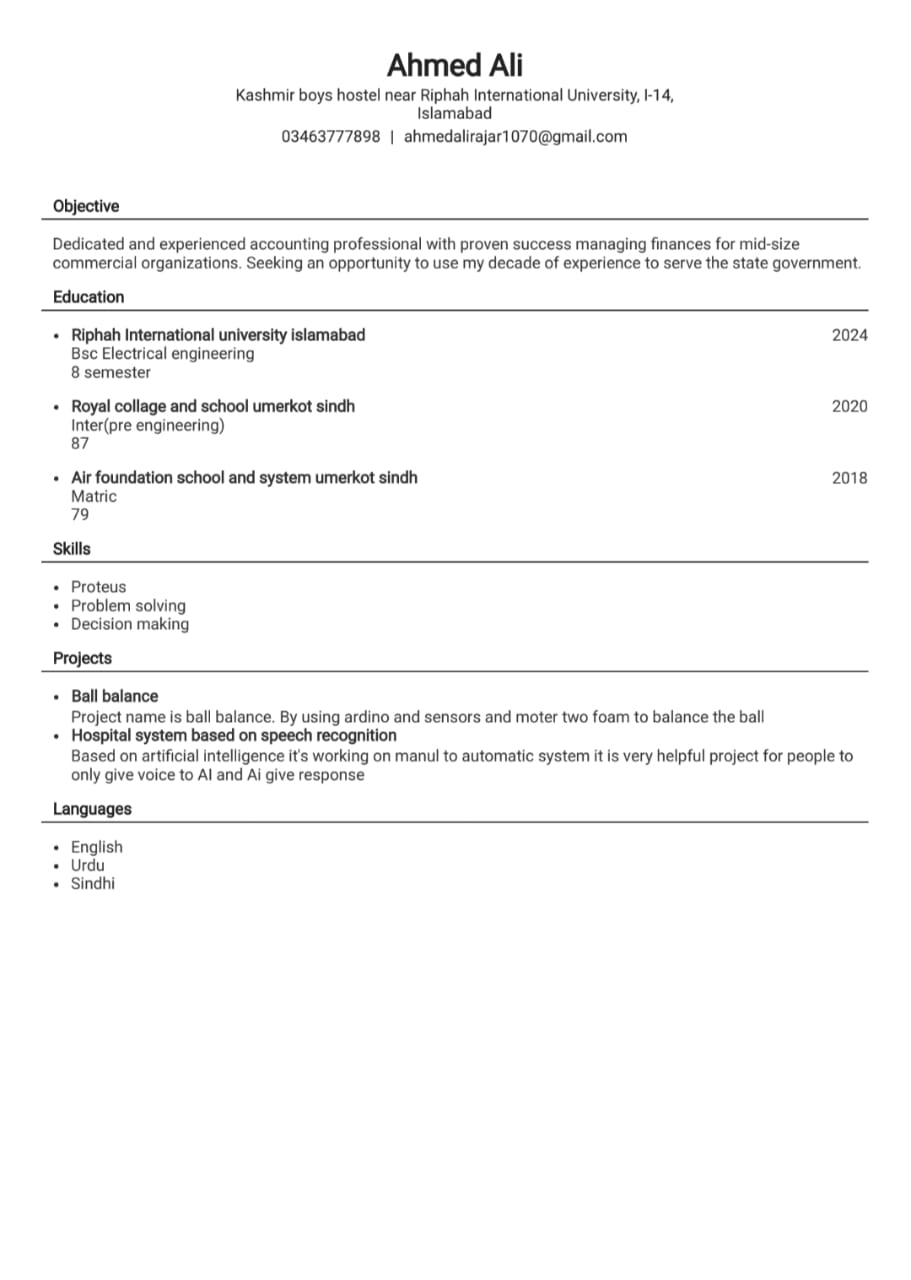 Ahmed Ali
Kashmir boys hostel near Riphah International University, I-14,
Islamabad
03463777898 | ahmedalirajar1070@gmail.com
Objective
Dedicated and experienced accounting professional with proven success managing finances for mid-size
commercial organizations. Seeking an opportunity to use my decade of experience to serve the state government.
Education
• Riphah International university islamabad 2024
Bsc Electrical engineering
8 semester
• Royal collage and school umerkot sindh 2020
Inter(pre engineering)
87
• Air foundation school and system umerkot sindh 2018
Matric
79
Skills
• Proteus
• Problem solving
• Decision making
Projects
• Ball balance
Project name is ball balance. By using ardino and sensors and moter two foam to balance the ball
• Hospital system based on speech recognition
Based on artificial intelligence it's working on manul to automatic system it is very helpful project for people to
only give voice to AI and Ai give response
Languages
• English
• Urdu
• Sindhi